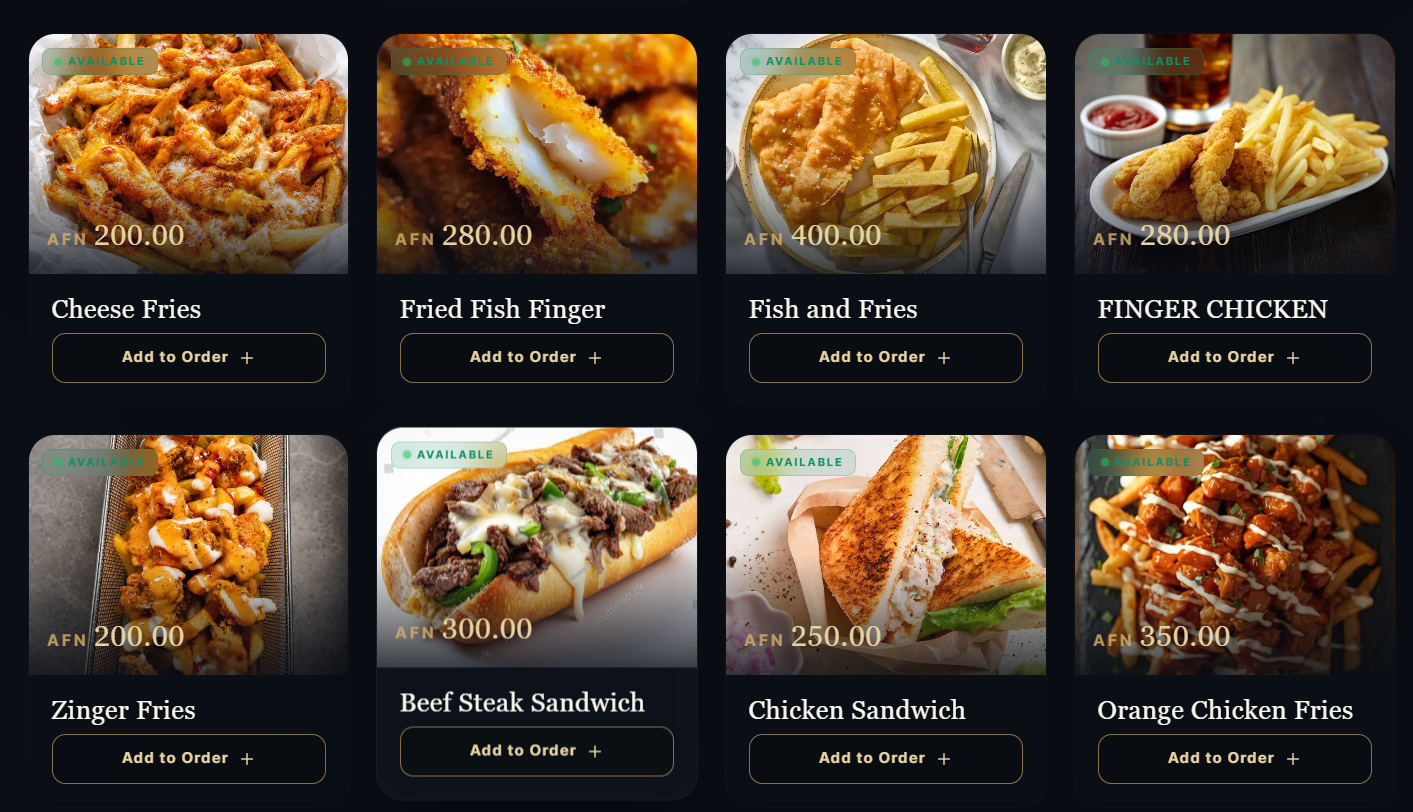 AVAILABLE
AVAILABLE
AVAILABLE
AVAILABLE
AFN 200.00
AFN 280.00
AFN 400.00
AFN 280.00
Cheese Fries
Fried Fish Finger
Fish and Fries
FINGER CHICKEN
Add to Order +
Add to Order +
Add to Order +
Add to Order +
AVAILABLE
AVAILABLE
AVAILABLE
AVAILABLE
AFN 200.00
AFN 300.00
AFN 250.00
AFN 350.00
Zinger Fries
Beef Steak Sandwich
Chicken Sandwich
Orange Chicken Fries
Add to Order +
Add to Order +
Add to Order +
Add to Order +